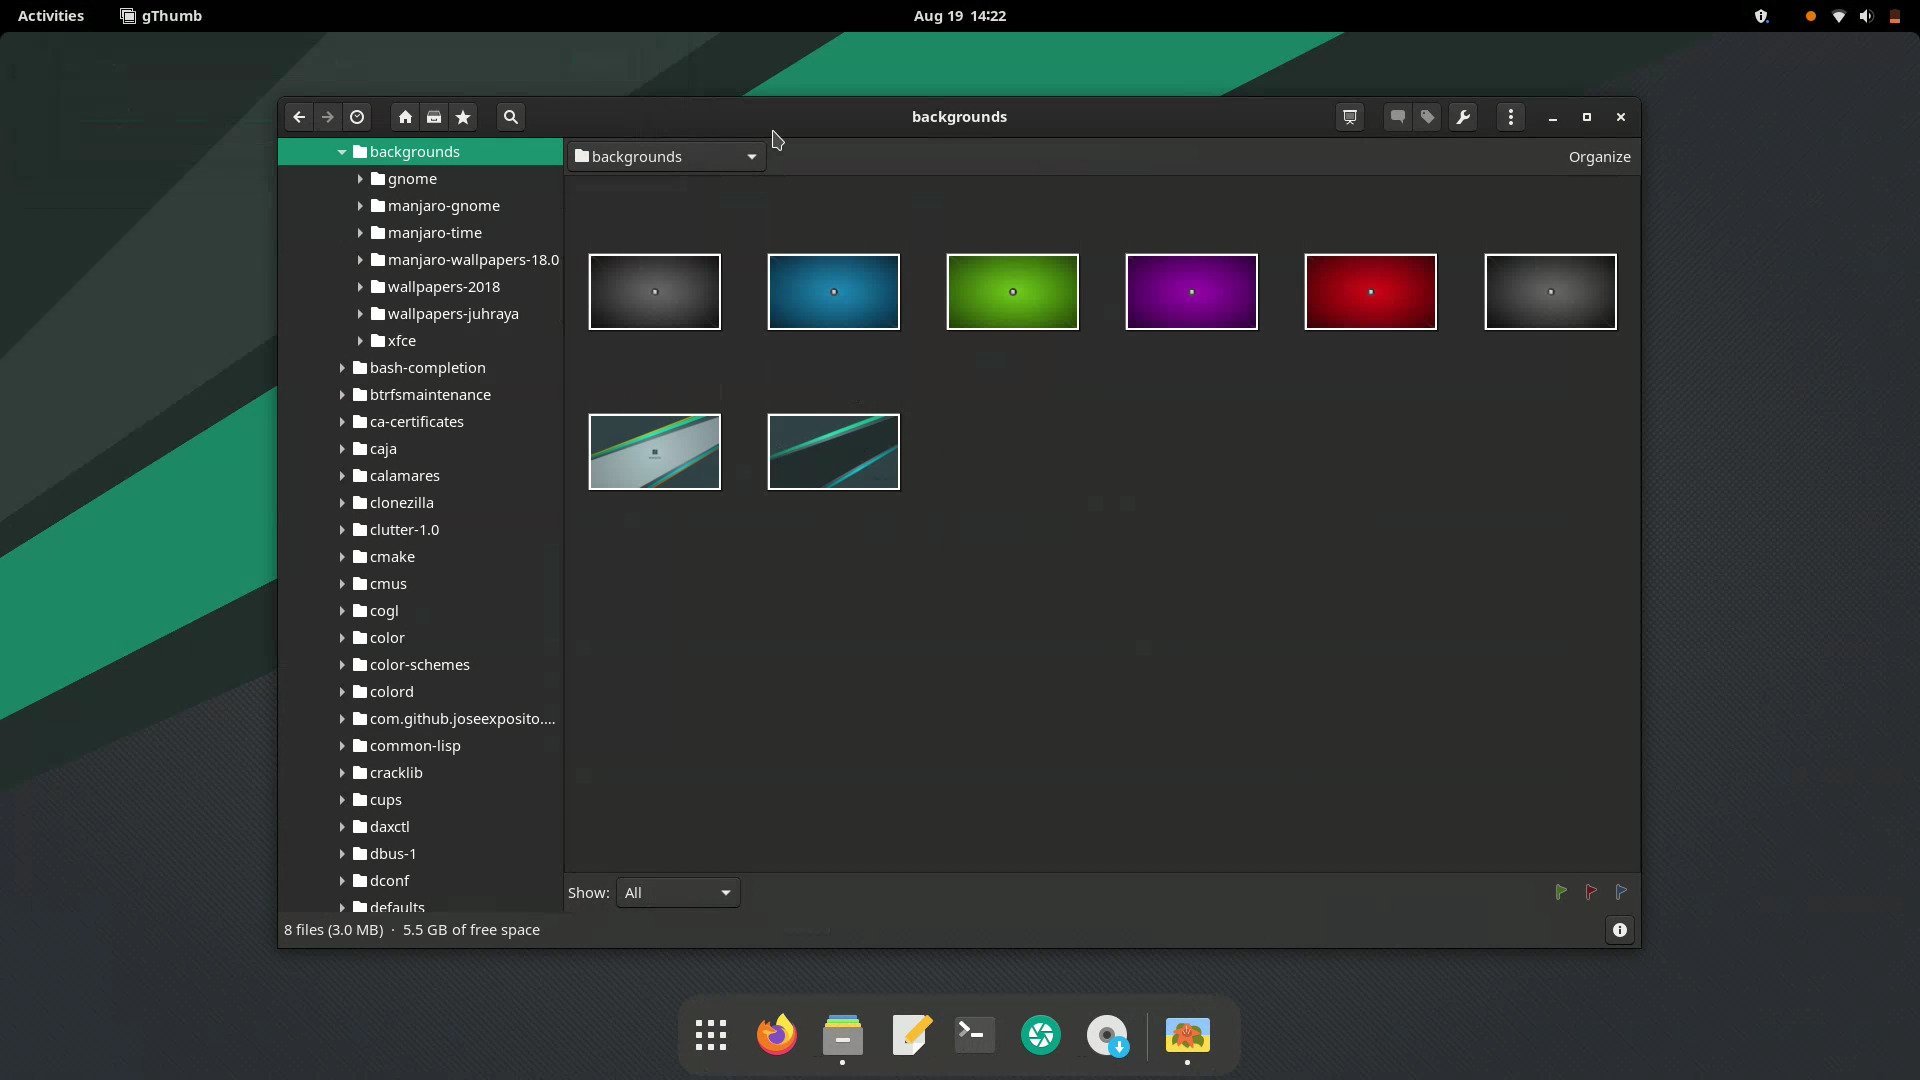 Activities
gThumb
Aug 19 14:22
backgrounds
backgrounds
backgrounds
Organize
gnome
manjaro-gnome
manjaro-time
manjaro-wallpapers-18.0
wallpapers-2018
wallpapers-juhraya
xfce
bash-completion
btrfsmaintenance
ca-certificates
caja
calamares
clonezilla
clutter-1.0
cmake
cmus
cogl
color
color-schemes
colord
com.github.joseexposito....
common-lisp
cracklib
cups
daxctl
dbus-1
dconf
defaults
Show: All
8 files (3.0 MB) · 5.5 GB of free space